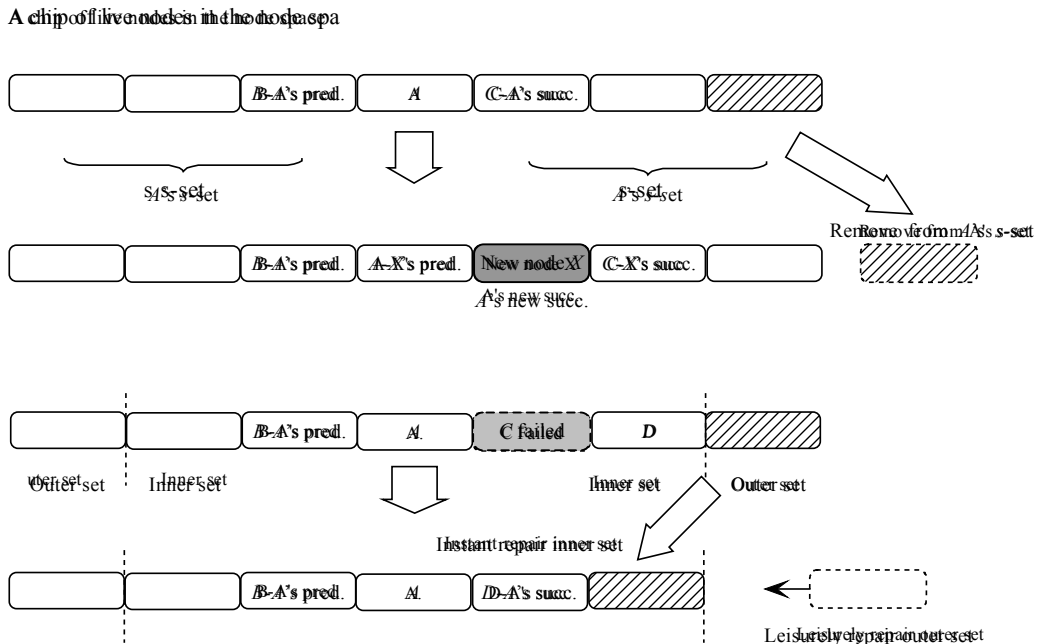 A chip of live nodes in the node space
B–A's pred. A C–A's succ.
A's s-set A's s-set
Remove from A's s-set
B–A's pred. A–X's pred. New node X C–X's succ.
A's new succ.
B–A's pred. A C failed D
Outer set Inner set Inner set Outer set
Instant repair inner set
B–A's pred. A D–A's succ.
Leisurely repair outer set